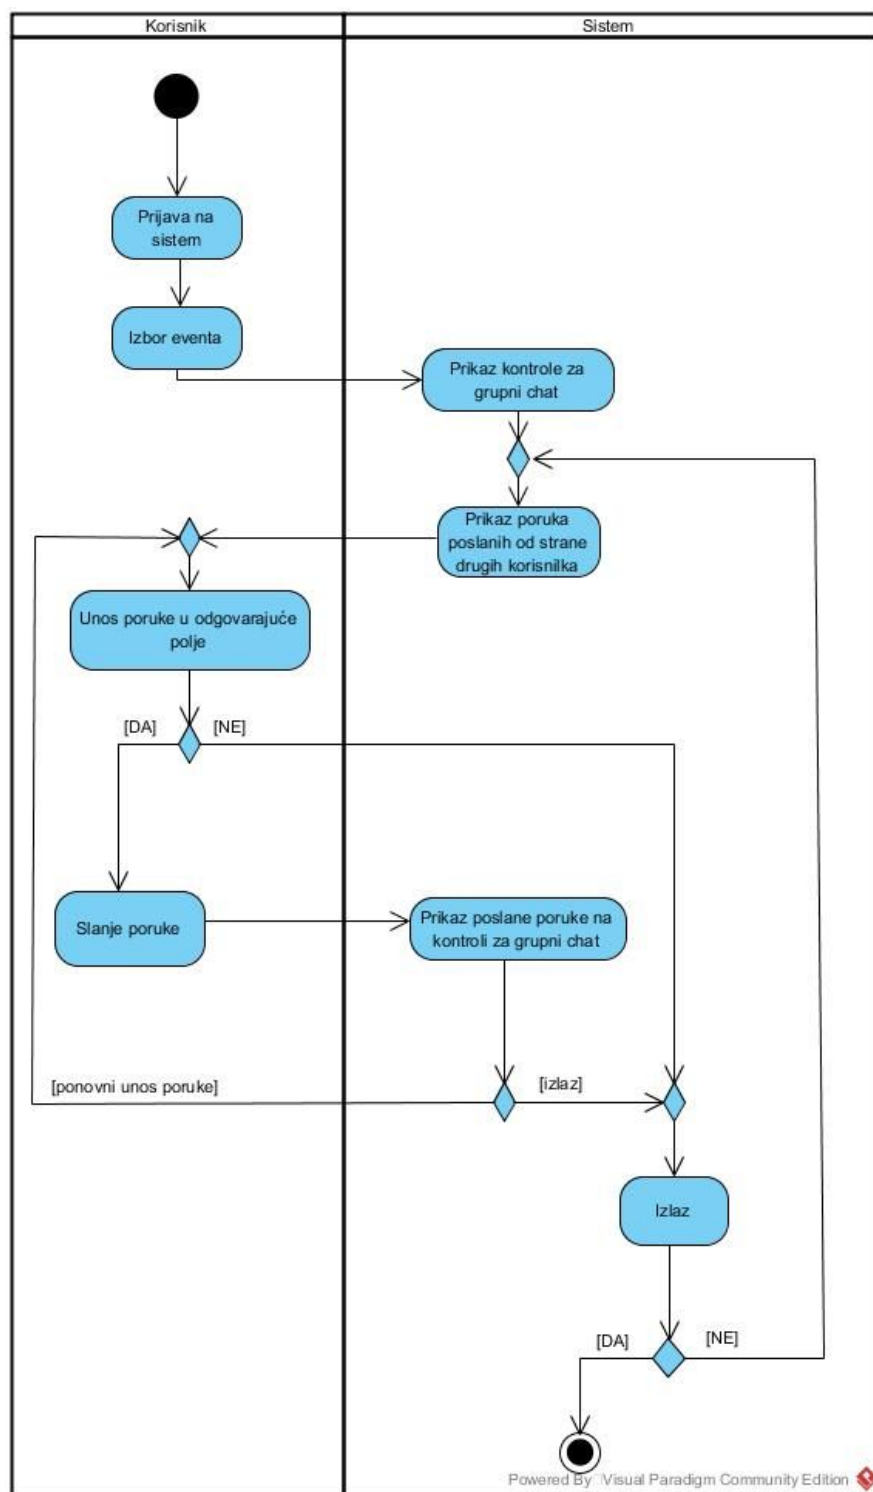 Korisnik
Sistem
Prijava na
sistem
Izbor eventa
Prikaz kontrole za
grupni chat
Prikaz poruka
poslanih od strane
drugih korisnilka
Unos poruke u odgovarajuće
polje
[DA]
[NE]
Slanje poruke
Prikaz poslane poruke na
kontroli za grupni chat
[ponovni unos poruke]
[izlaz]
Izlaz
[DA]
[NE]
Powered By Visual Paradigm Community Edition